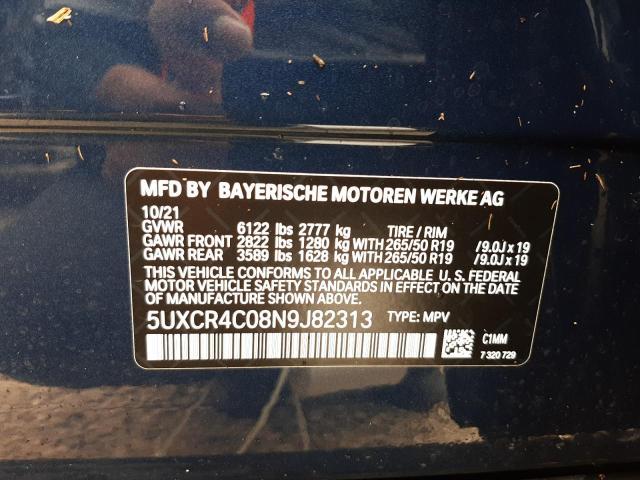 MFD BY BAYERISCHE MOTOREN WERKE AG
10/21
GVWR 6122 lbs 2777 kg TIRE / RIM
GAWR FRONT 2822 lbs 1280 kg WITH 265/50 R19 /9.0J x 19
GAWR REAR 3589 lbs 1628 kg WITH 265/50 R19 /9.0J x 19
THIS VEHICLE CONFORMS TO ALL APPLICABLE U. S. FEDERAL
MOTOR VEHICLE SAFETY STANDARDS IN EFFECT ON THE
DATE OF MANUFACTURE SHOWN ABOVE.
5UXCR4C08N9J82313 TYPE: MPV
C1MM
7 320 729